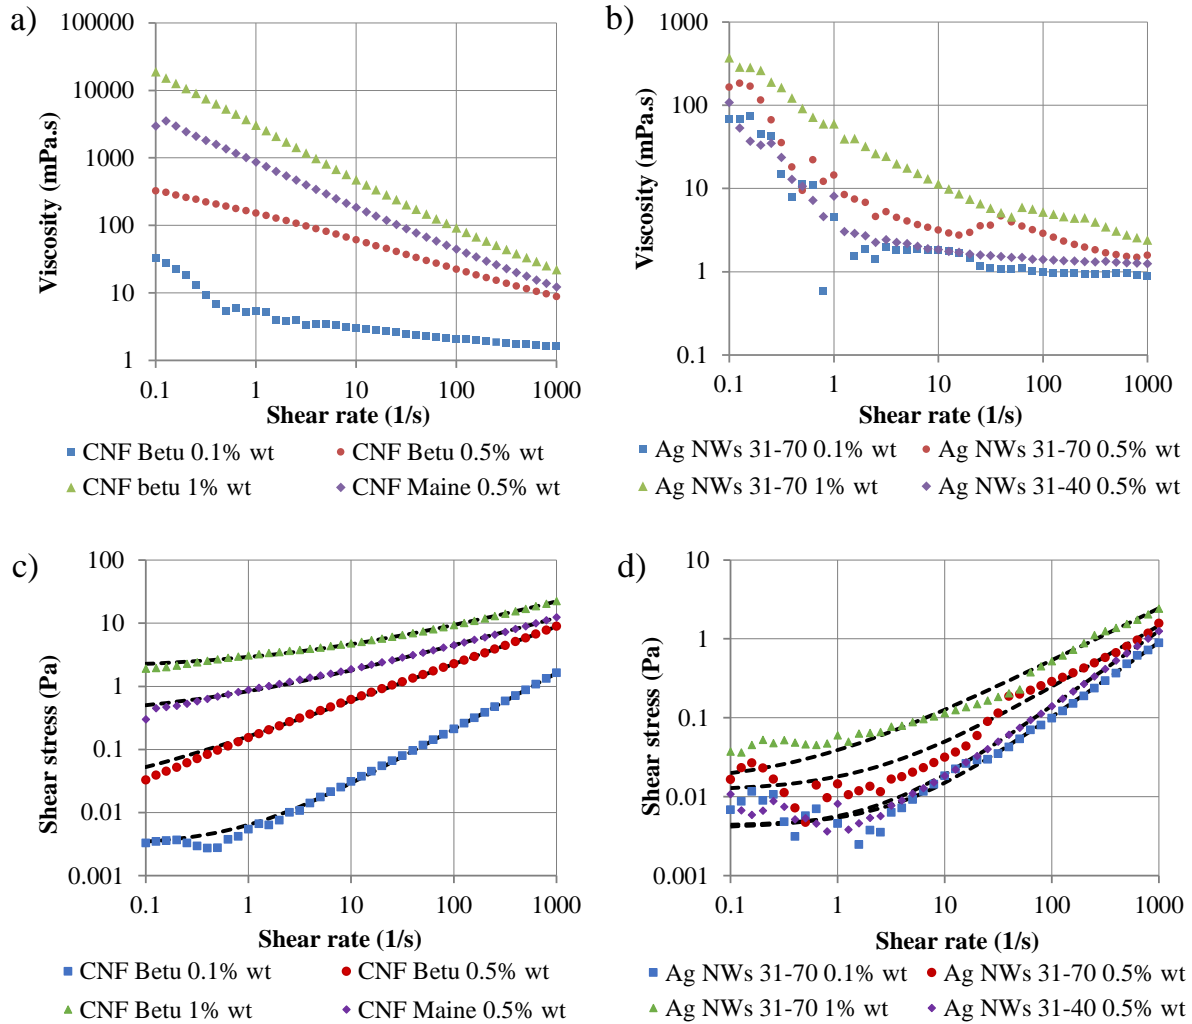 a)
100000
10000
1000
100
10
1
Viscosity (mPa.s)
0.1 1 10 100 1000
Shear rate (1/s)
CNF Betu 0.1% wt CNF Betu 0.5% wt
CNF betu 1% wt CNF Maine 0.5% wt
b)
1000
100
10
1
0.1
Viscosity (mPa.s)
0.1 1 10 100 1000
Shear rate (1/s)
Ag NWs 31-70 0.1% wt Ag NWs 31-70 0.5% wt
Ag NWs 31-70 1% wt Ag NWs 31-40 0.5% wt
c)
100
10
1
0.1
0.01
0.001
Shear stress (Pa)
0.1 1 10 100 1000
Shear rate (1/s)
CNF Betu 0.1% wt CNF Betu 0.5% wt
CNF Betu 1% wt CNF Maine 0.5% wt
d)
10
1
0.1
0.01
0.001
Shear stress (Pa)
0.1 1 10 100 1000
Shear rate (1/s)
Ag NWs 31-70 0.1% wt Ag NWs 31-70 0.5% wt
Ag NWs 31-70 1% wt Ag NWs 31-40 0.5% wt